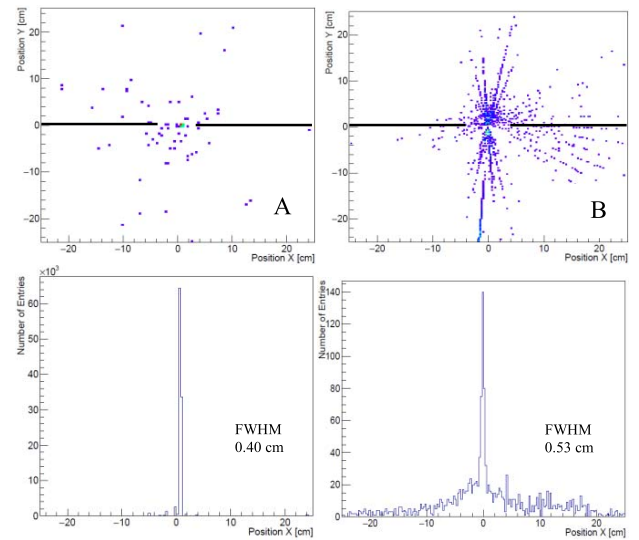 Position Y [cm]
20
10
0
−10
−20
A
−20 −10 0 10 20
Position X [cm]
Position Y [cm]
20
10
0
−10
−20
B
−20 −10 0 10 20
Position X [cm]
×10³
Number of Entries
60
50
40
30
20
10
0
FWHM
0.40 cm
−20 −10 0 10 20
Position X [cm]
Number of Entries
140
120
100
80
60
40
20
0
FWHM
0.53 cm
−20 −10 0 10 20
Position X [cm]